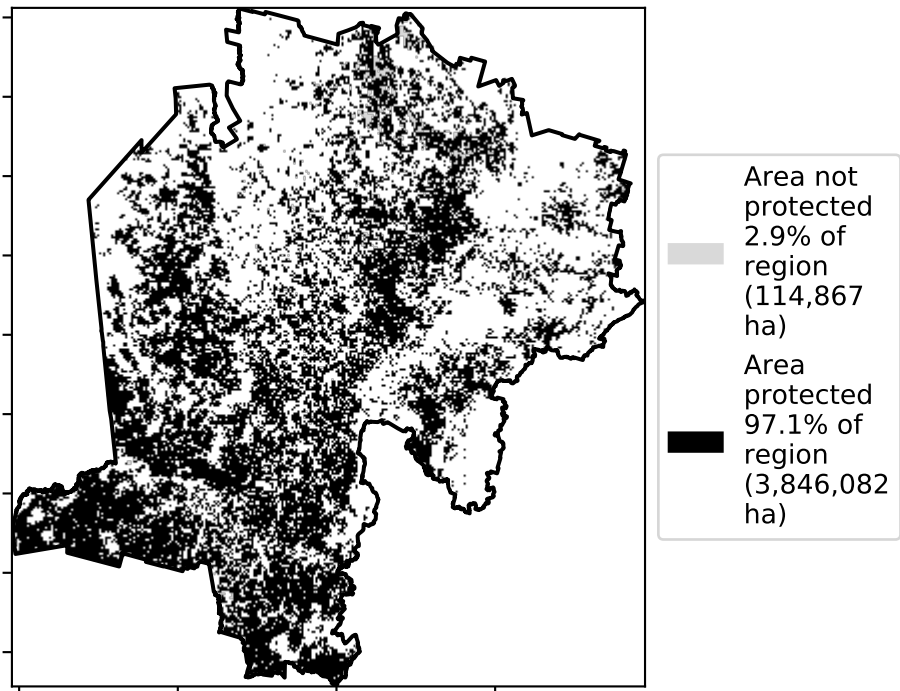 Area not
protected
2.9% of
region
(114,867
ha)
Area
protected
97.1% of
region
(3,846,082
ha)